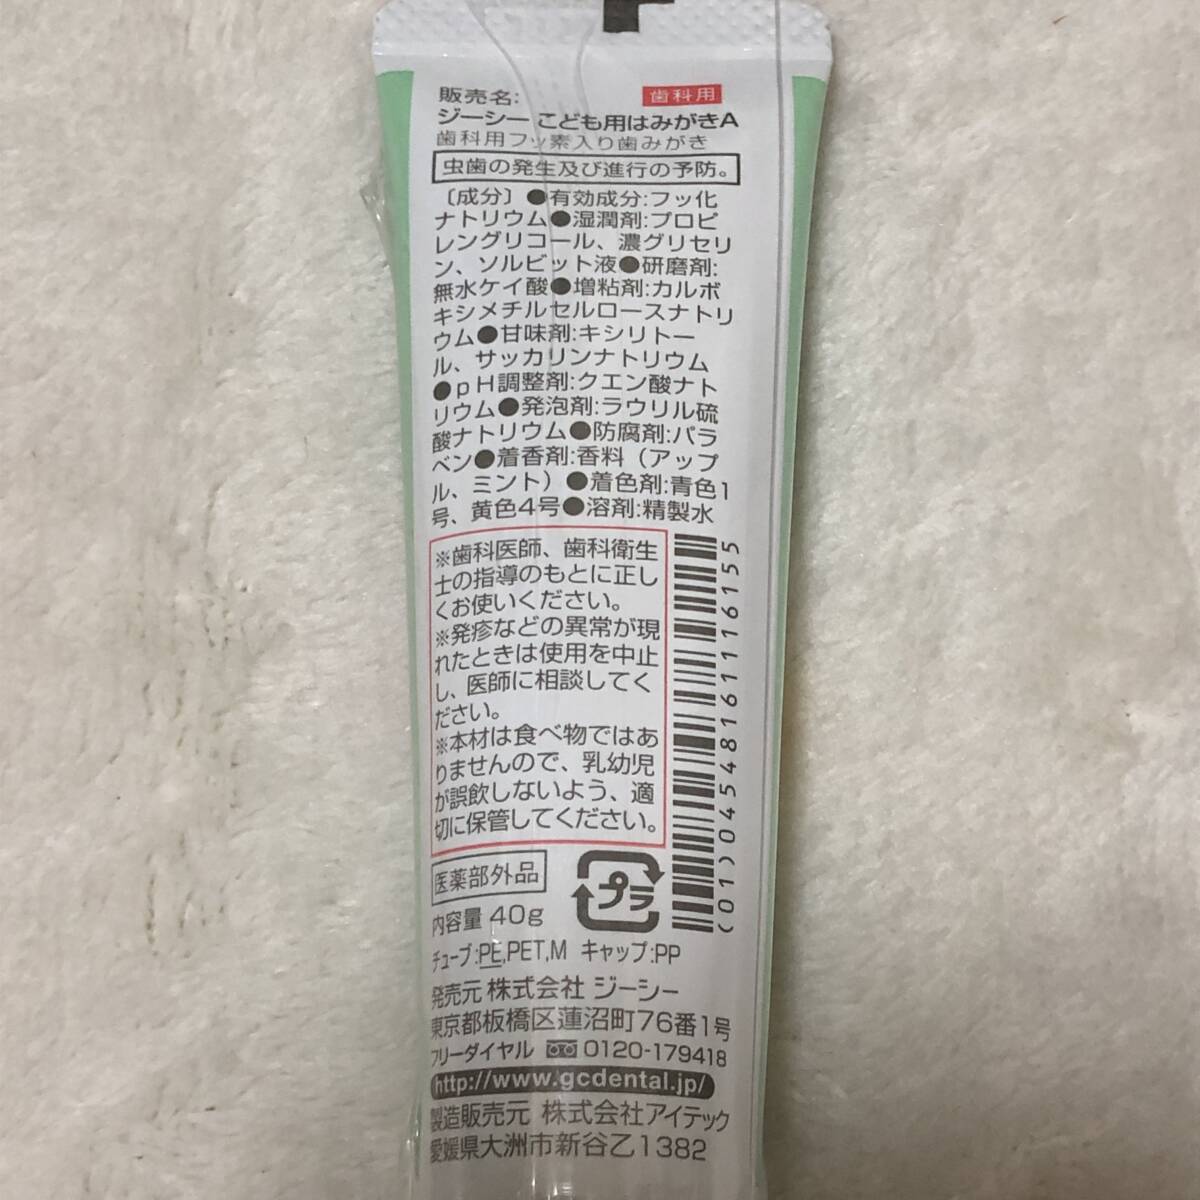 販売名:
歯科用
ジーシー こども用はみがきA
歯科用フッ素入り歯みがき
虫歯の発生及び進行の予防。
〔成分〕●有効成分:フッ化
ナトリウム●湿潤剤:プロピ
レングリコール、濃グリセリ
ン、ソルビット液●研磨剤:
無水ケイ酸●増粘剤:カルボ
キシメチルセルロースナトリ
ウム●甘味剤:キシリトー
ル、サッカリンナトリウム
●pH調整剤:クエン酸ナト
リウム●発泡剤:ラウリル硫
酸ナトリウム●防腐剤:パラ
ベン●着香剤:香料（アップ
ル、ミント）●着色剤:青色1
号、黄色4号●溶剤:精製水
※歯科医師、歯科衛生
士の指導のもとに正し
くお使いください。
※発疹などの異常が現
れたときは使用を中止
し、医師に相談してく
ださい。
※本材は食べ物ではあ
りませんので、乳幼児
が誤飲しないよう、適
切に保管してください。
(01)04548161116155
医薬部外品
プラ
内容量 40g
チューブ:PE,PET,M キャップ:PP
発売元 株式会社 ジーシー
東京都板橋区蓮沼町76番1号
フリーダイヤル 0120-179418
http://www.gcdental.jp/
製造販売元 株式会社アイテック
愛媛県大洲市新谷乙1382